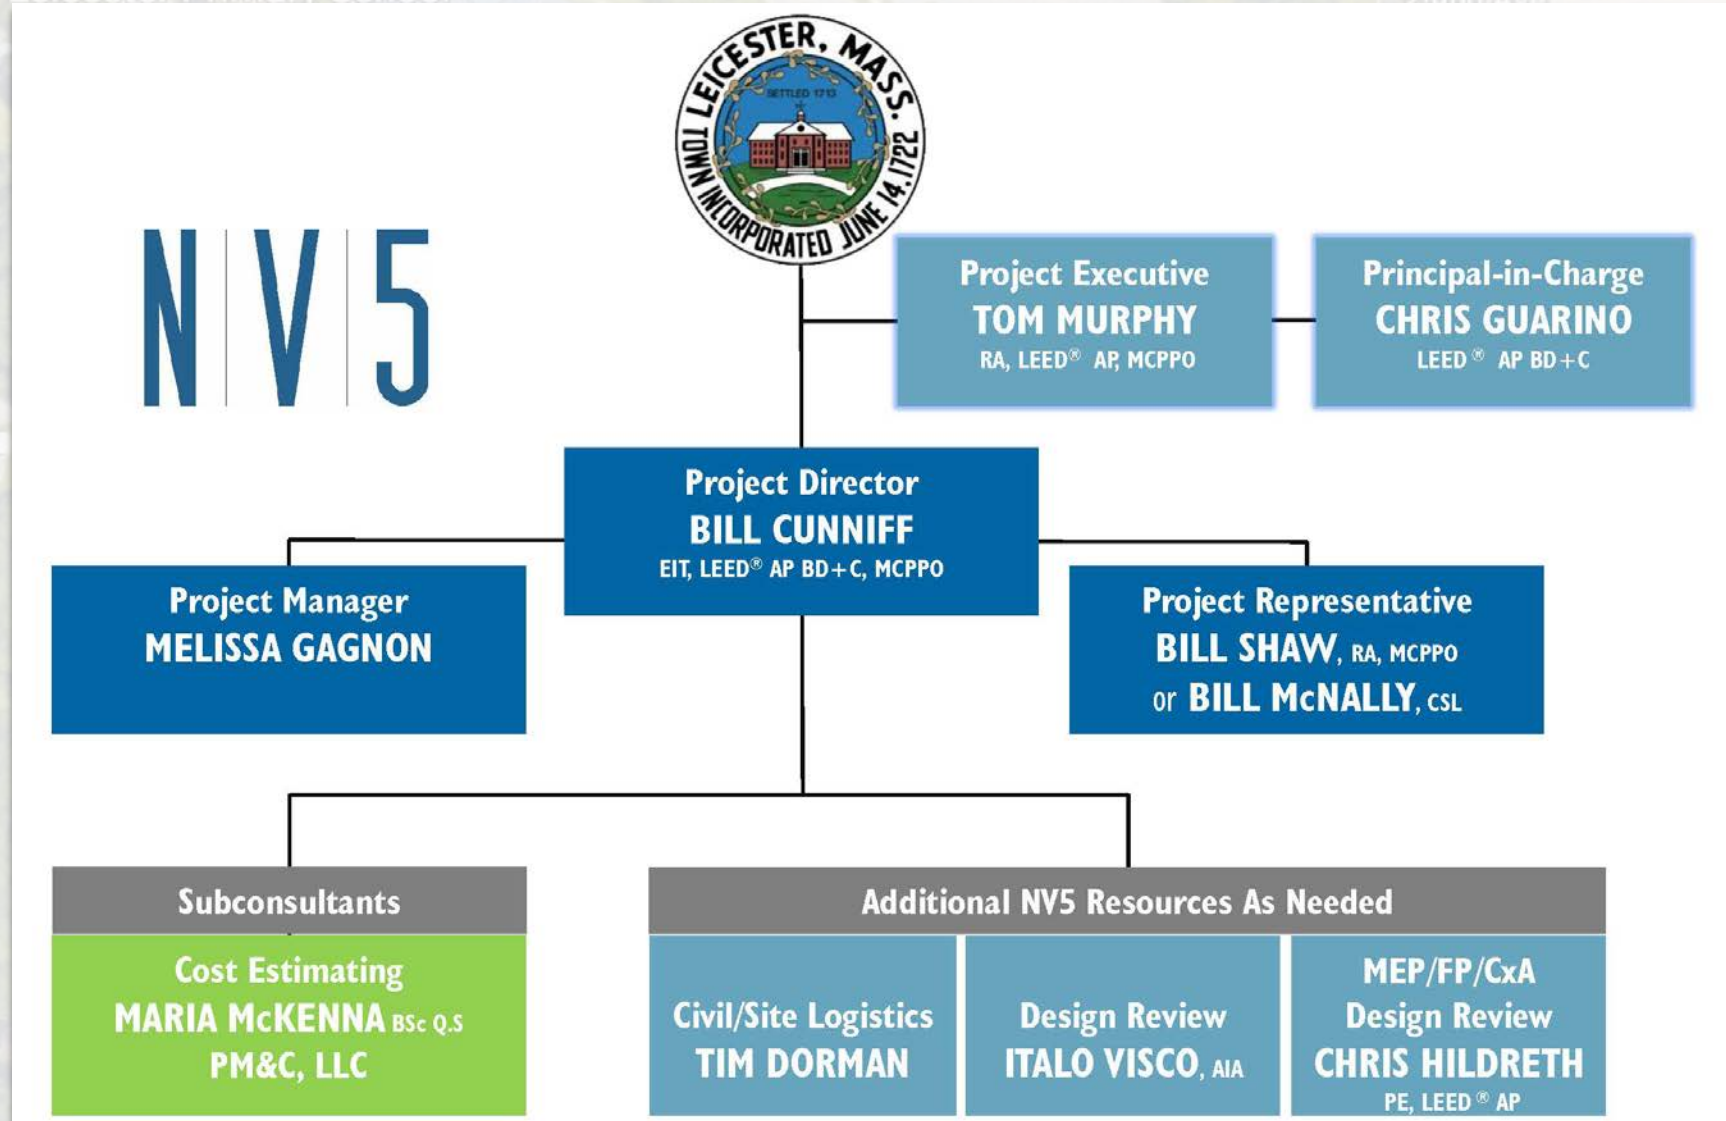 TOWN LEICESTER, MASS.
INCORPORATED JUNE 14, 1722
SETTLED 1713
NV5
Project Executive
TOM MURPHY
RA, LEED® AP, MCPPO
Principal-in-Charge
CHRIS GUARINO
LEED ® AP BD+C
Project Director
BILL CUNNIFF
EIT, LEED® AP BD+C, MCPPO
Project Manager
MELISSA GAGNON
Project Representative
BILL SHAW, RA, MCPPO
or BILL McNALLY, CSL
Subconsultants
Cost Estimating
MARIA McKENNA BSc Q.S
PM&C, LLC
Additional NV5 Resources As Needed
Civil/Site Logistics
TIM DORMAN
Design Review
ITALO VISCO, AIA
MEP/FP/CxA
Design Review
CHRIS HILDRETH
PE, LEED ® AP